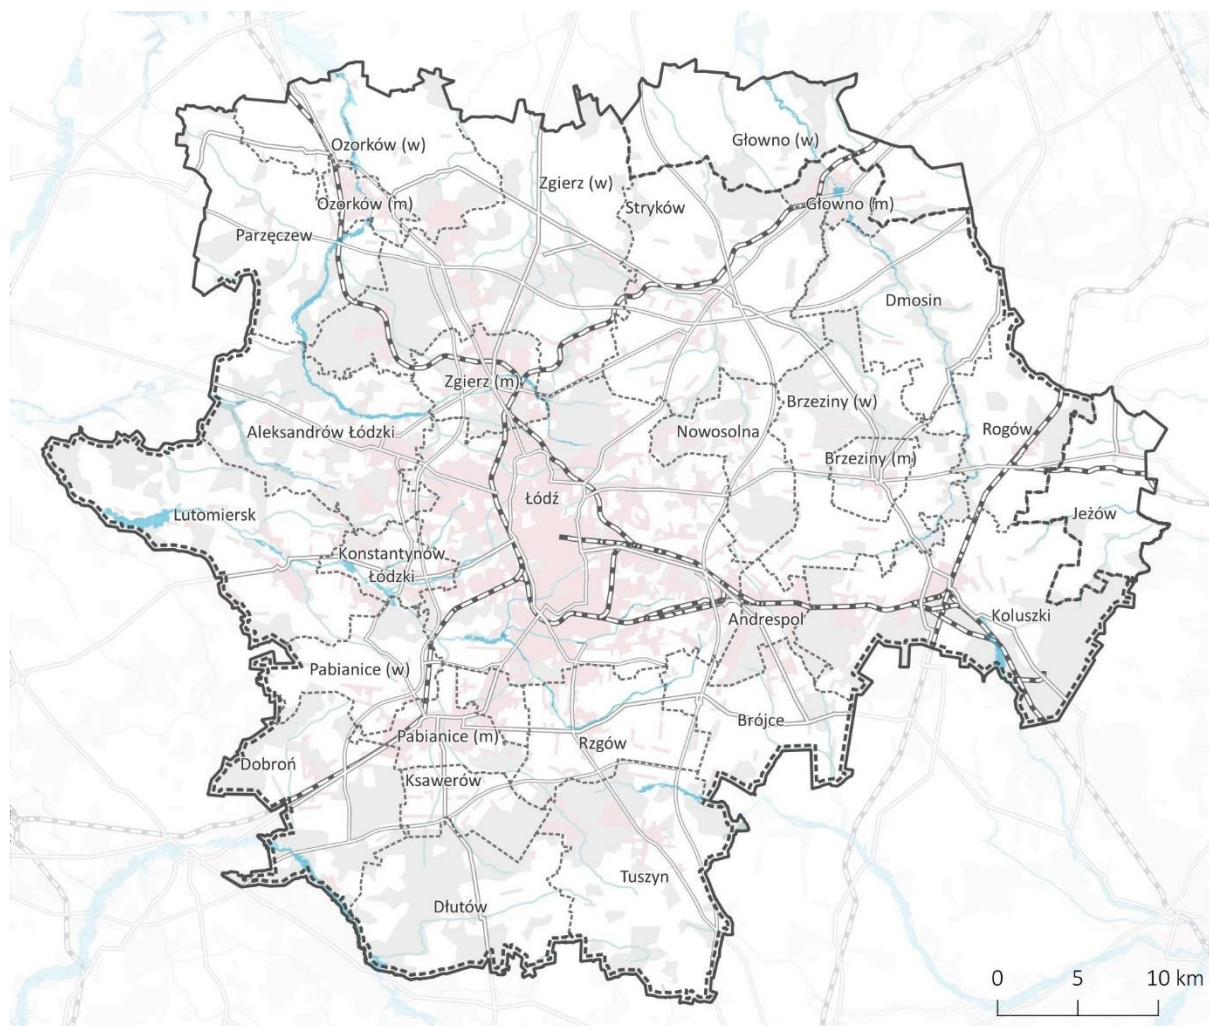 Ozorków (w)
Głowno (w)
Zgierz (w)
Ozorków (m)
Stryków
Głowno (m)
Parzęczew
Dmosin
Zgierz (m)
Brzeziny (w)
Aleksandrów Łódzki
Nowosolna
Rogów
Brzeziny (m)
Łódź
Lutomiersk
Jeżów
Konstantynów
Łódzki
Andrespol
Koluszki
Pabianice (w)
Brójce
Pabianice (m)
Rzgów
Dobroń
Ksawerów
Tuszyn
Dłutów
0 5 10 km